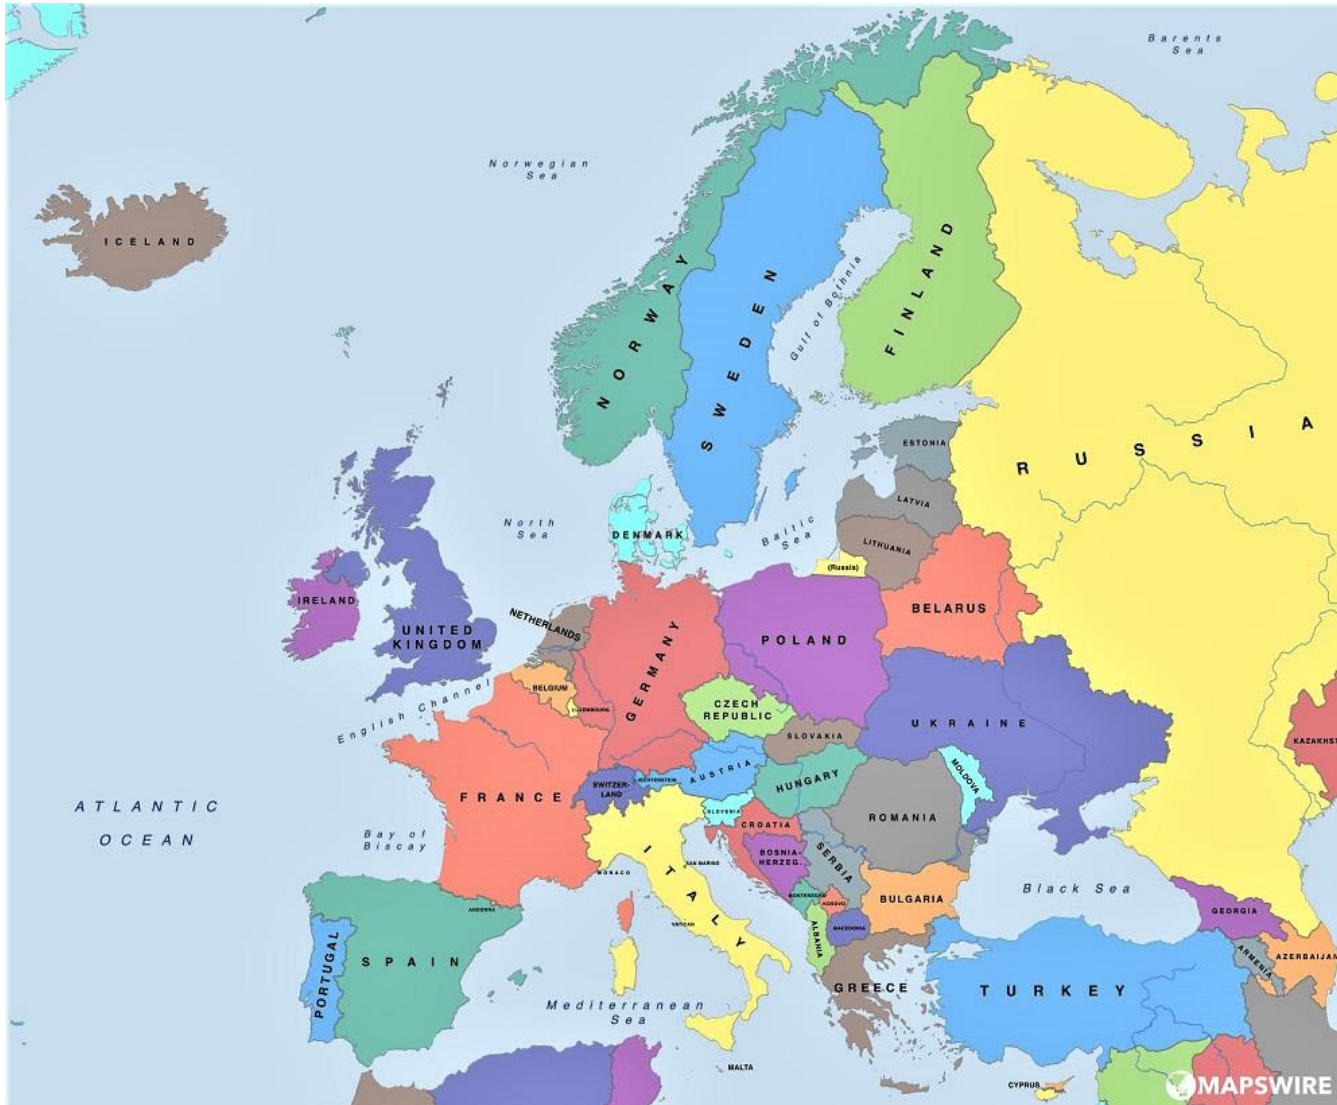 Barents
Sea
Norwegian
Sea
ICELAND
NORWAY
SWEDEN
FINLAND
Gulf of Bothnia
RUSSIA
ESTONIA
LATVIA
LITHUANIA
(Russia)
North
Sea
DENMARK
Baltic
Sea
IRELAND
UNITED
KINGDOM
NETHERLANDS
BELGIUM
LUXEMBOURG
GERMANY
POLAND
BELARUS
English Channel
CZECH
REPUBLIC
SLOVAKIA
UKRAINE
KAZAKHST
ATLANTIC
OCEAN
Bay of
Biscay
FRANCE
SWITZER-
LAND
LIECHTENSTEIN
AUSTRIA
HUNGARY
MOLDOVA
SLOVENIA
CROATIA
ROMANIA
BOSNIA-
HERZEG.
SERBIA
MONACO
SAN MARINO
ITALY
VATICAN
MONTENEGRO
KOSOVO
BULGARIA
Black Sea
GEORGIA
ALBANIA
MACEDONIA
ARMENIA
AZERBAIJAN
ANDORRA
PORTUGAL
SPAIN
GREECE
TURKEY
Mediterranean
Sea
MALTA
CYPRUS
MAPSWIRE